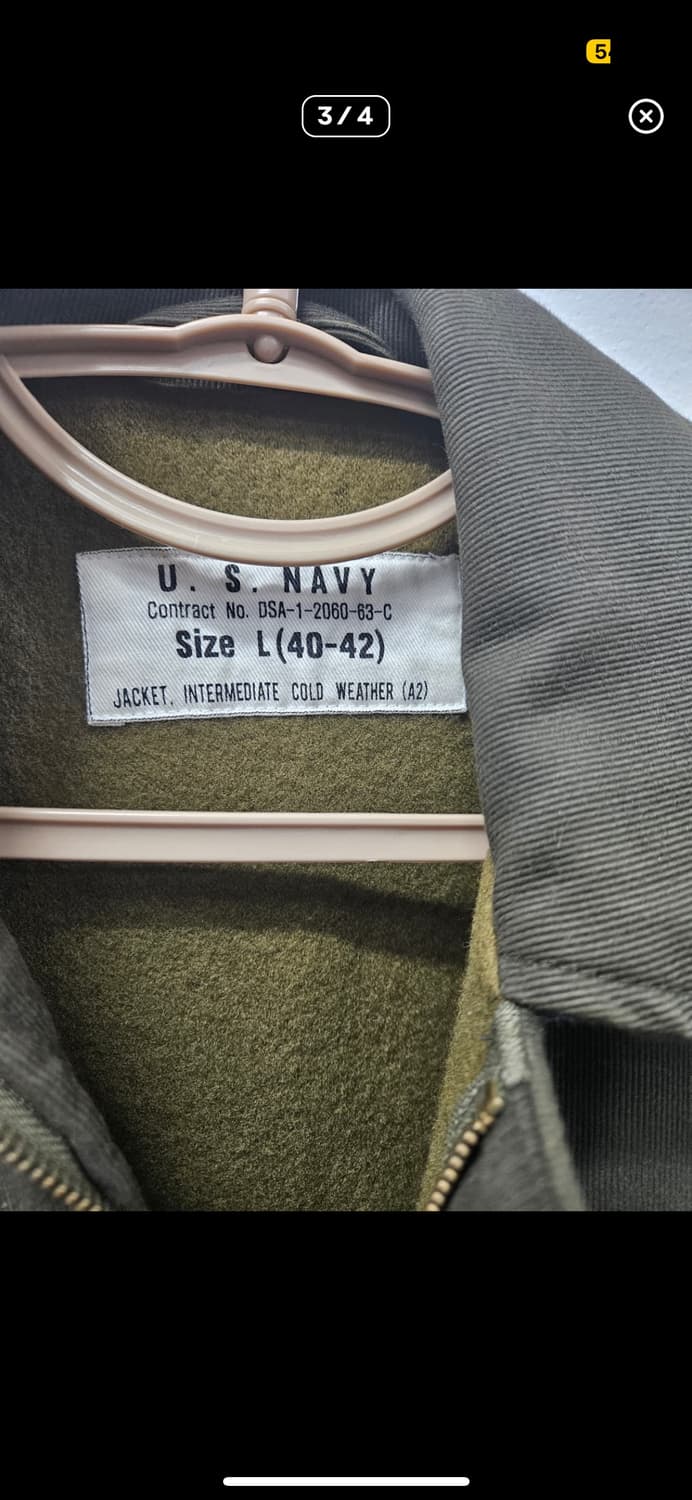 3/4
U. S. NAVY
Contract No. DSA-1-2060-63-C
Size L(40-42)
JACKET, INTERMEDIATE COLD WEATHER (A2)